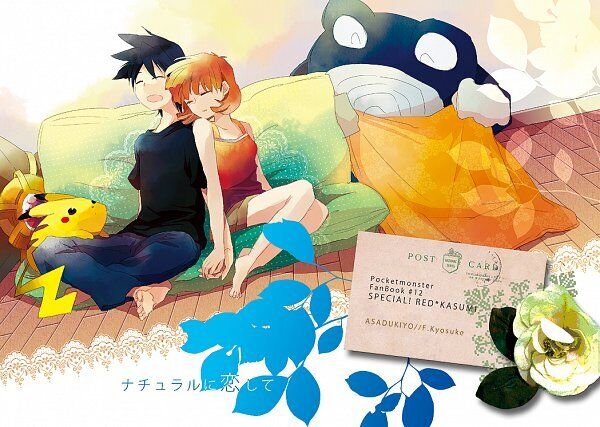 POST CARD
Pocketmonster
FanBook #12
SPECIAL! RED*KASUMI
ASADUKIYO//F.Kyosuke
ナチュラルに恋して